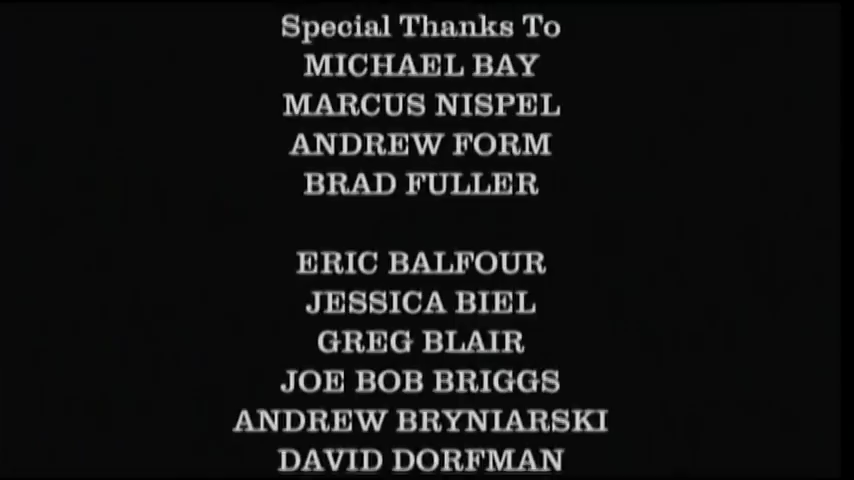 Special Thanks To
MICHAEL BAY
MARCUS NISPEL
ANDREW FORM
BRAD FULLER
ERIC BALFOUR
JESSICA BIEL
GREG BLAIR
JOE BOB BRIGGS
ANDREW BRYNIARSKI
DAVID DORFMAN